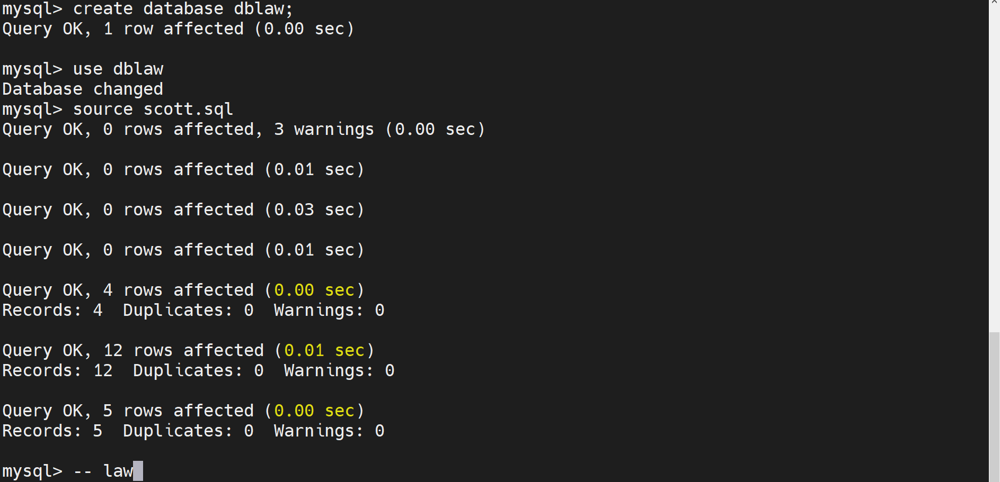 mysql> create database dblaw;
Query OK, 1 row affected (0.00 sec)
mysql> use dblaw
Database changed
mysql> source scott.sql
Query OK, 0 rows affected, 3 warnings (0.00 sec)
Query OK, 0 rows affected (0.01 sec)
Query OK, 0 rows affected (0.03 sec)
Query OK, 0 rows affected (0.01 sec)
Query OK, 4 rows affected (0.00 sec)
Records: 4  Duplicates: 0  Warnings: 0
Query OK, 12 rows affected (0.01 sec)
Records: 12  Duplicates: 0  Warnings: 0
Query OK, 5 rows affected (0.00 sec)
Records: 5  Duplicates: 0  Warnings: 0
mysql> -- law